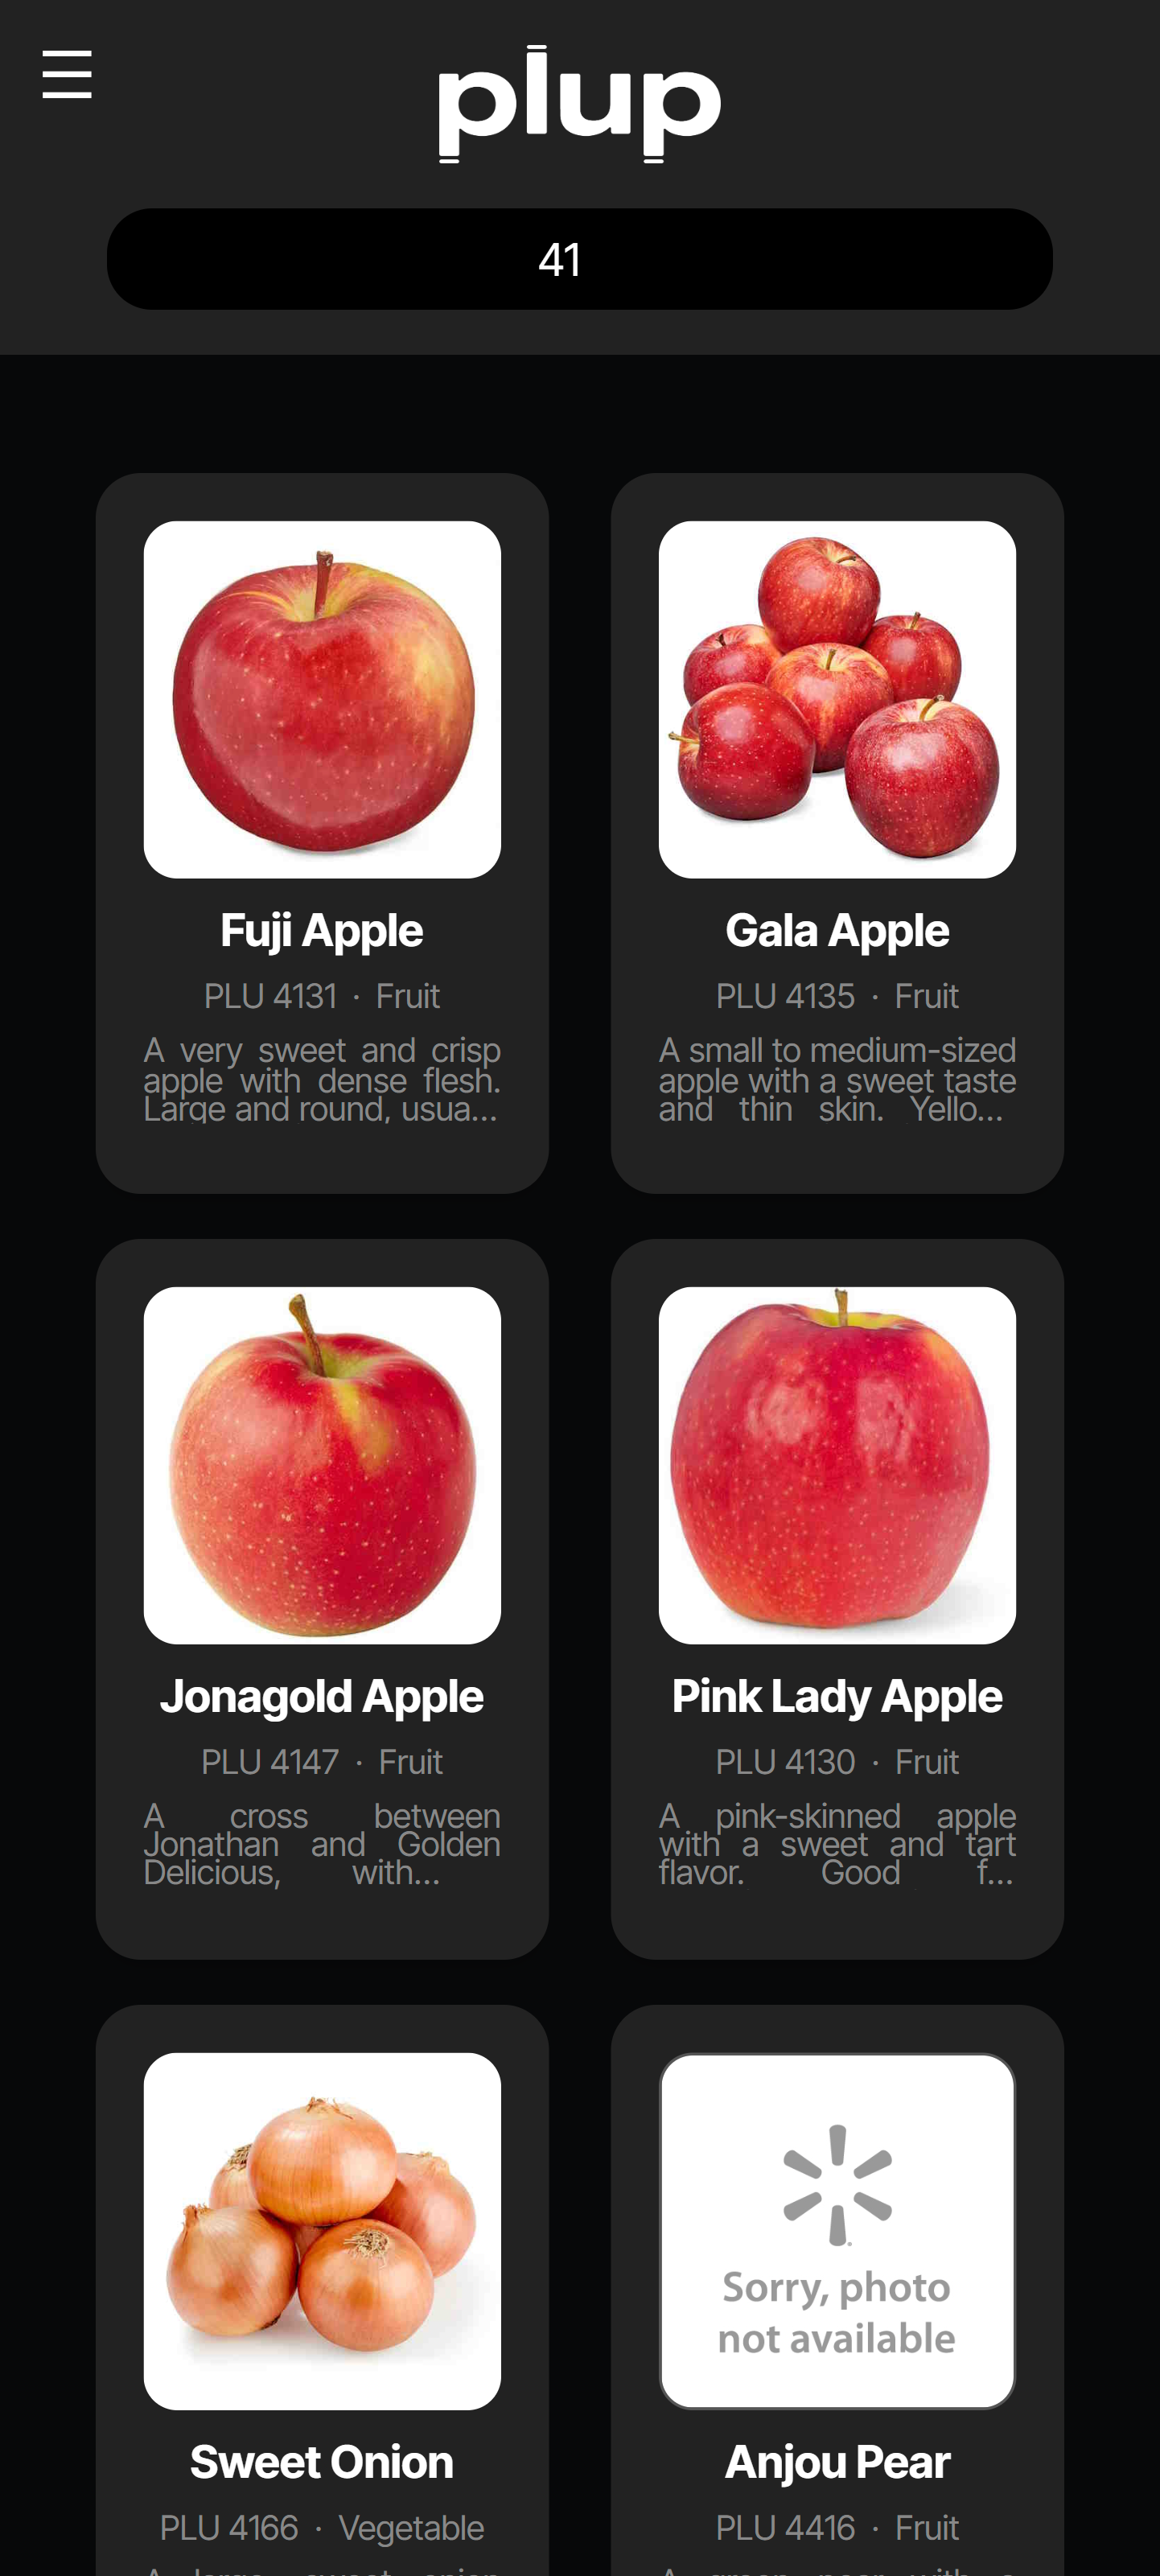 plup
41
Fuji Apple
PLU 4131 · Fruit
A very sweet and crisp
apple with dense flesh.
Large and round, usua...
Gala Apple
PLU 4135 · Fruit
A small to medium-sized
apple with a sweet taste
and thin skin. Yello...
Jonagold Apple
PLU 4147 · Fruit
A cross between
Jonathan and Golden
Delicious, with...
Pink Lady Apple
PLU 4130 · Fruit
A pink-skinned apple
with a sweet and tart
flavor. Good f...
Sweet Onion
PLU 4166 · Vegetable
Sorry, photo
not available
Anjou Pear
PLU 4416 · Fruit